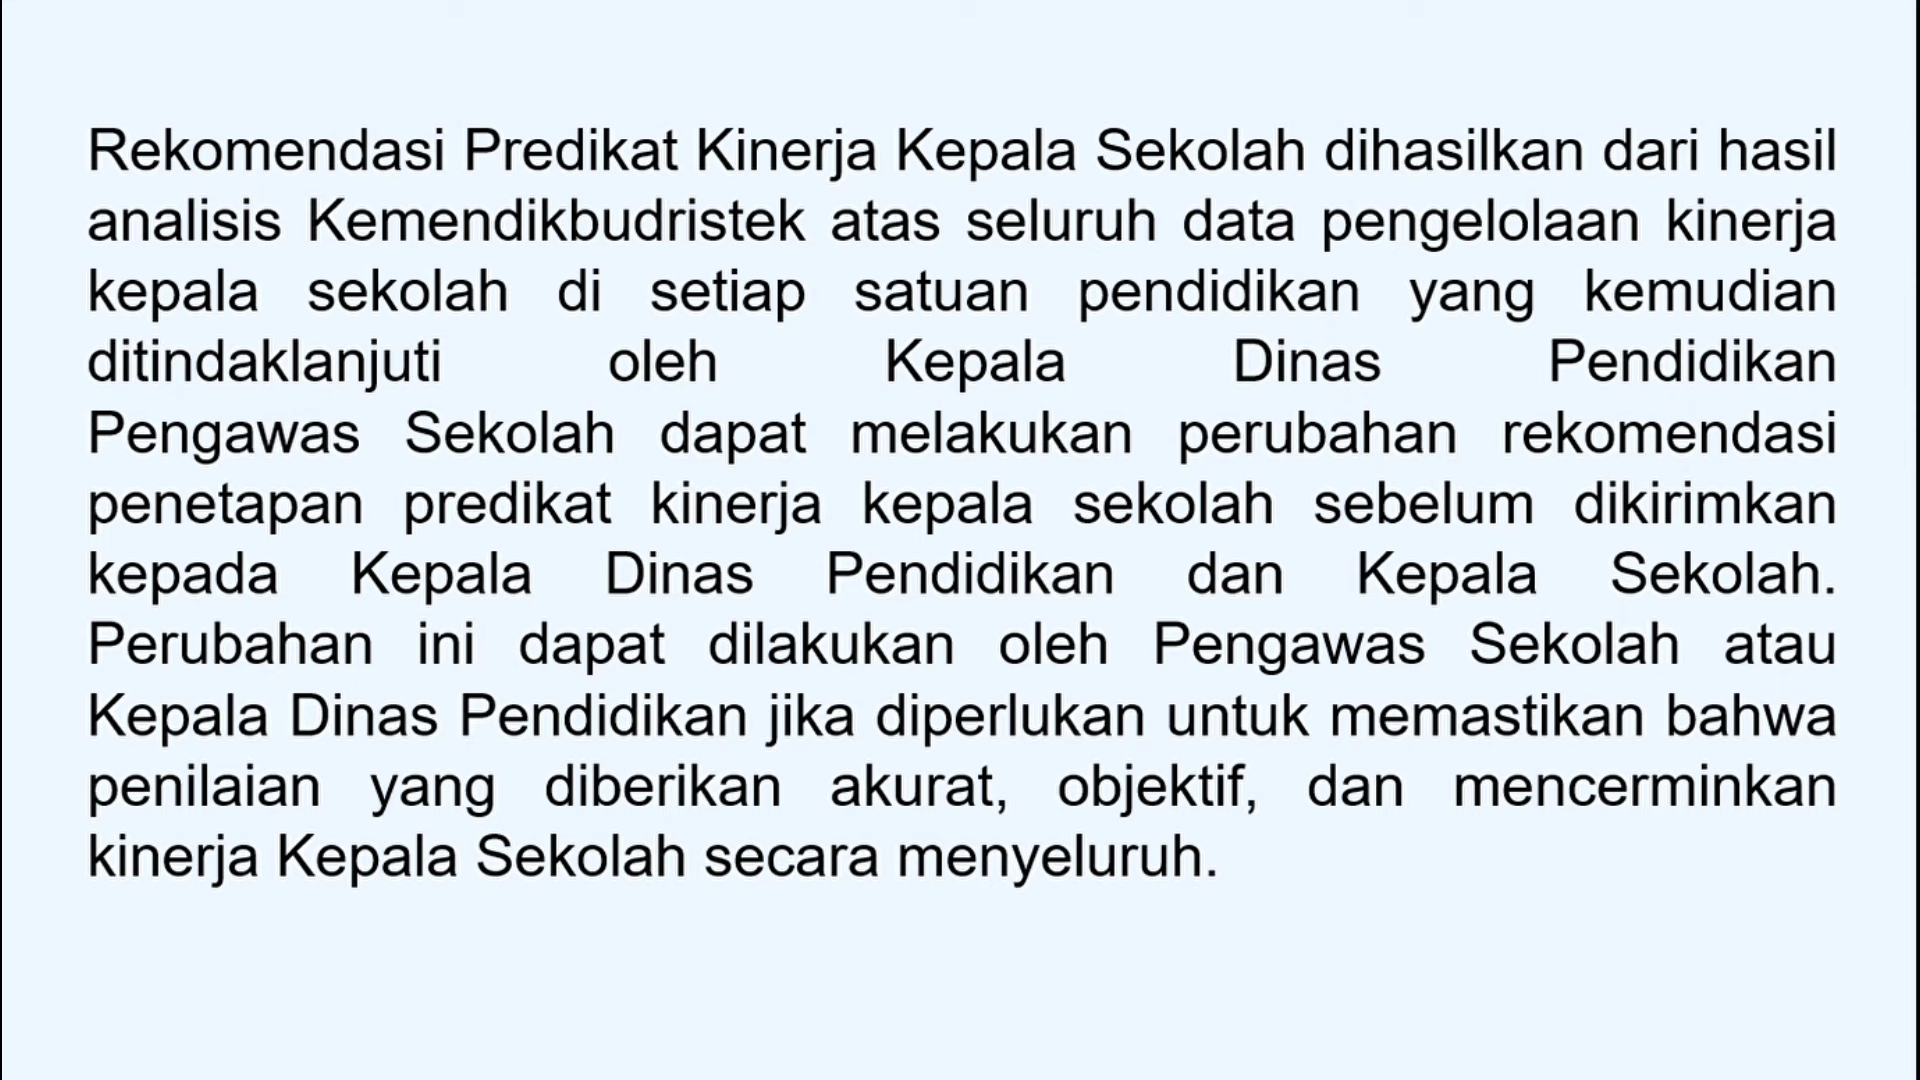 Rekomendasi Predikat Kinerja Kepala Sekolah dihasilkan dari hasil
analisis Kemendikbudristek atas seluruh data pengelolaan kinerja
kepala sekolah di setiap satuan pendidikan yang kemudian
ditindaklanjuti oleh Kepala Dinas Pendidikan
Pengawas Sekolah dapat melakukan perubahan rekomendasi
penetapan predikat kinerja kepala sekolah sebelum dikirimkan
kepada Kepala Dinas Pendidikan dan Kepala Sekolah.
Perubahan ini dapat dilakukan oleh Pengawas Sekolah atau
Kepala Dinas Pendidikan jika diperlukan untuk memastikan bahwa
penilaian yang diberikan akurat, objektif, dan mencerminkan
kinerja Kepala Sekolah secara menyeluruh.